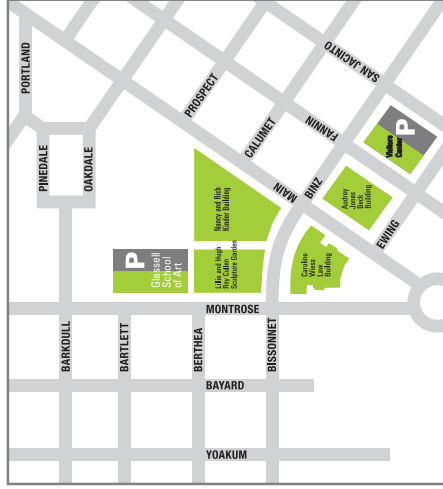 PORTLAND
SAN JACINTO
PROSPECT
PINEDALE
OAKDALE
CALUMET
FANNIN
P
Visitors
Center
Nancy and Rich
Kinder Building
MAIN
BINZ
Audrey
Jones
Beck
Building
EWING
P
Glassell
School
of Art
Lillie and Hugh
Roy Cullen
Sculpture Garden
Caroline
Wiess
Law
Building
MONTROSE
BARKDULL
BARTLETT
BERTHEA
BISSONNET
BAYARD
YOAKUM